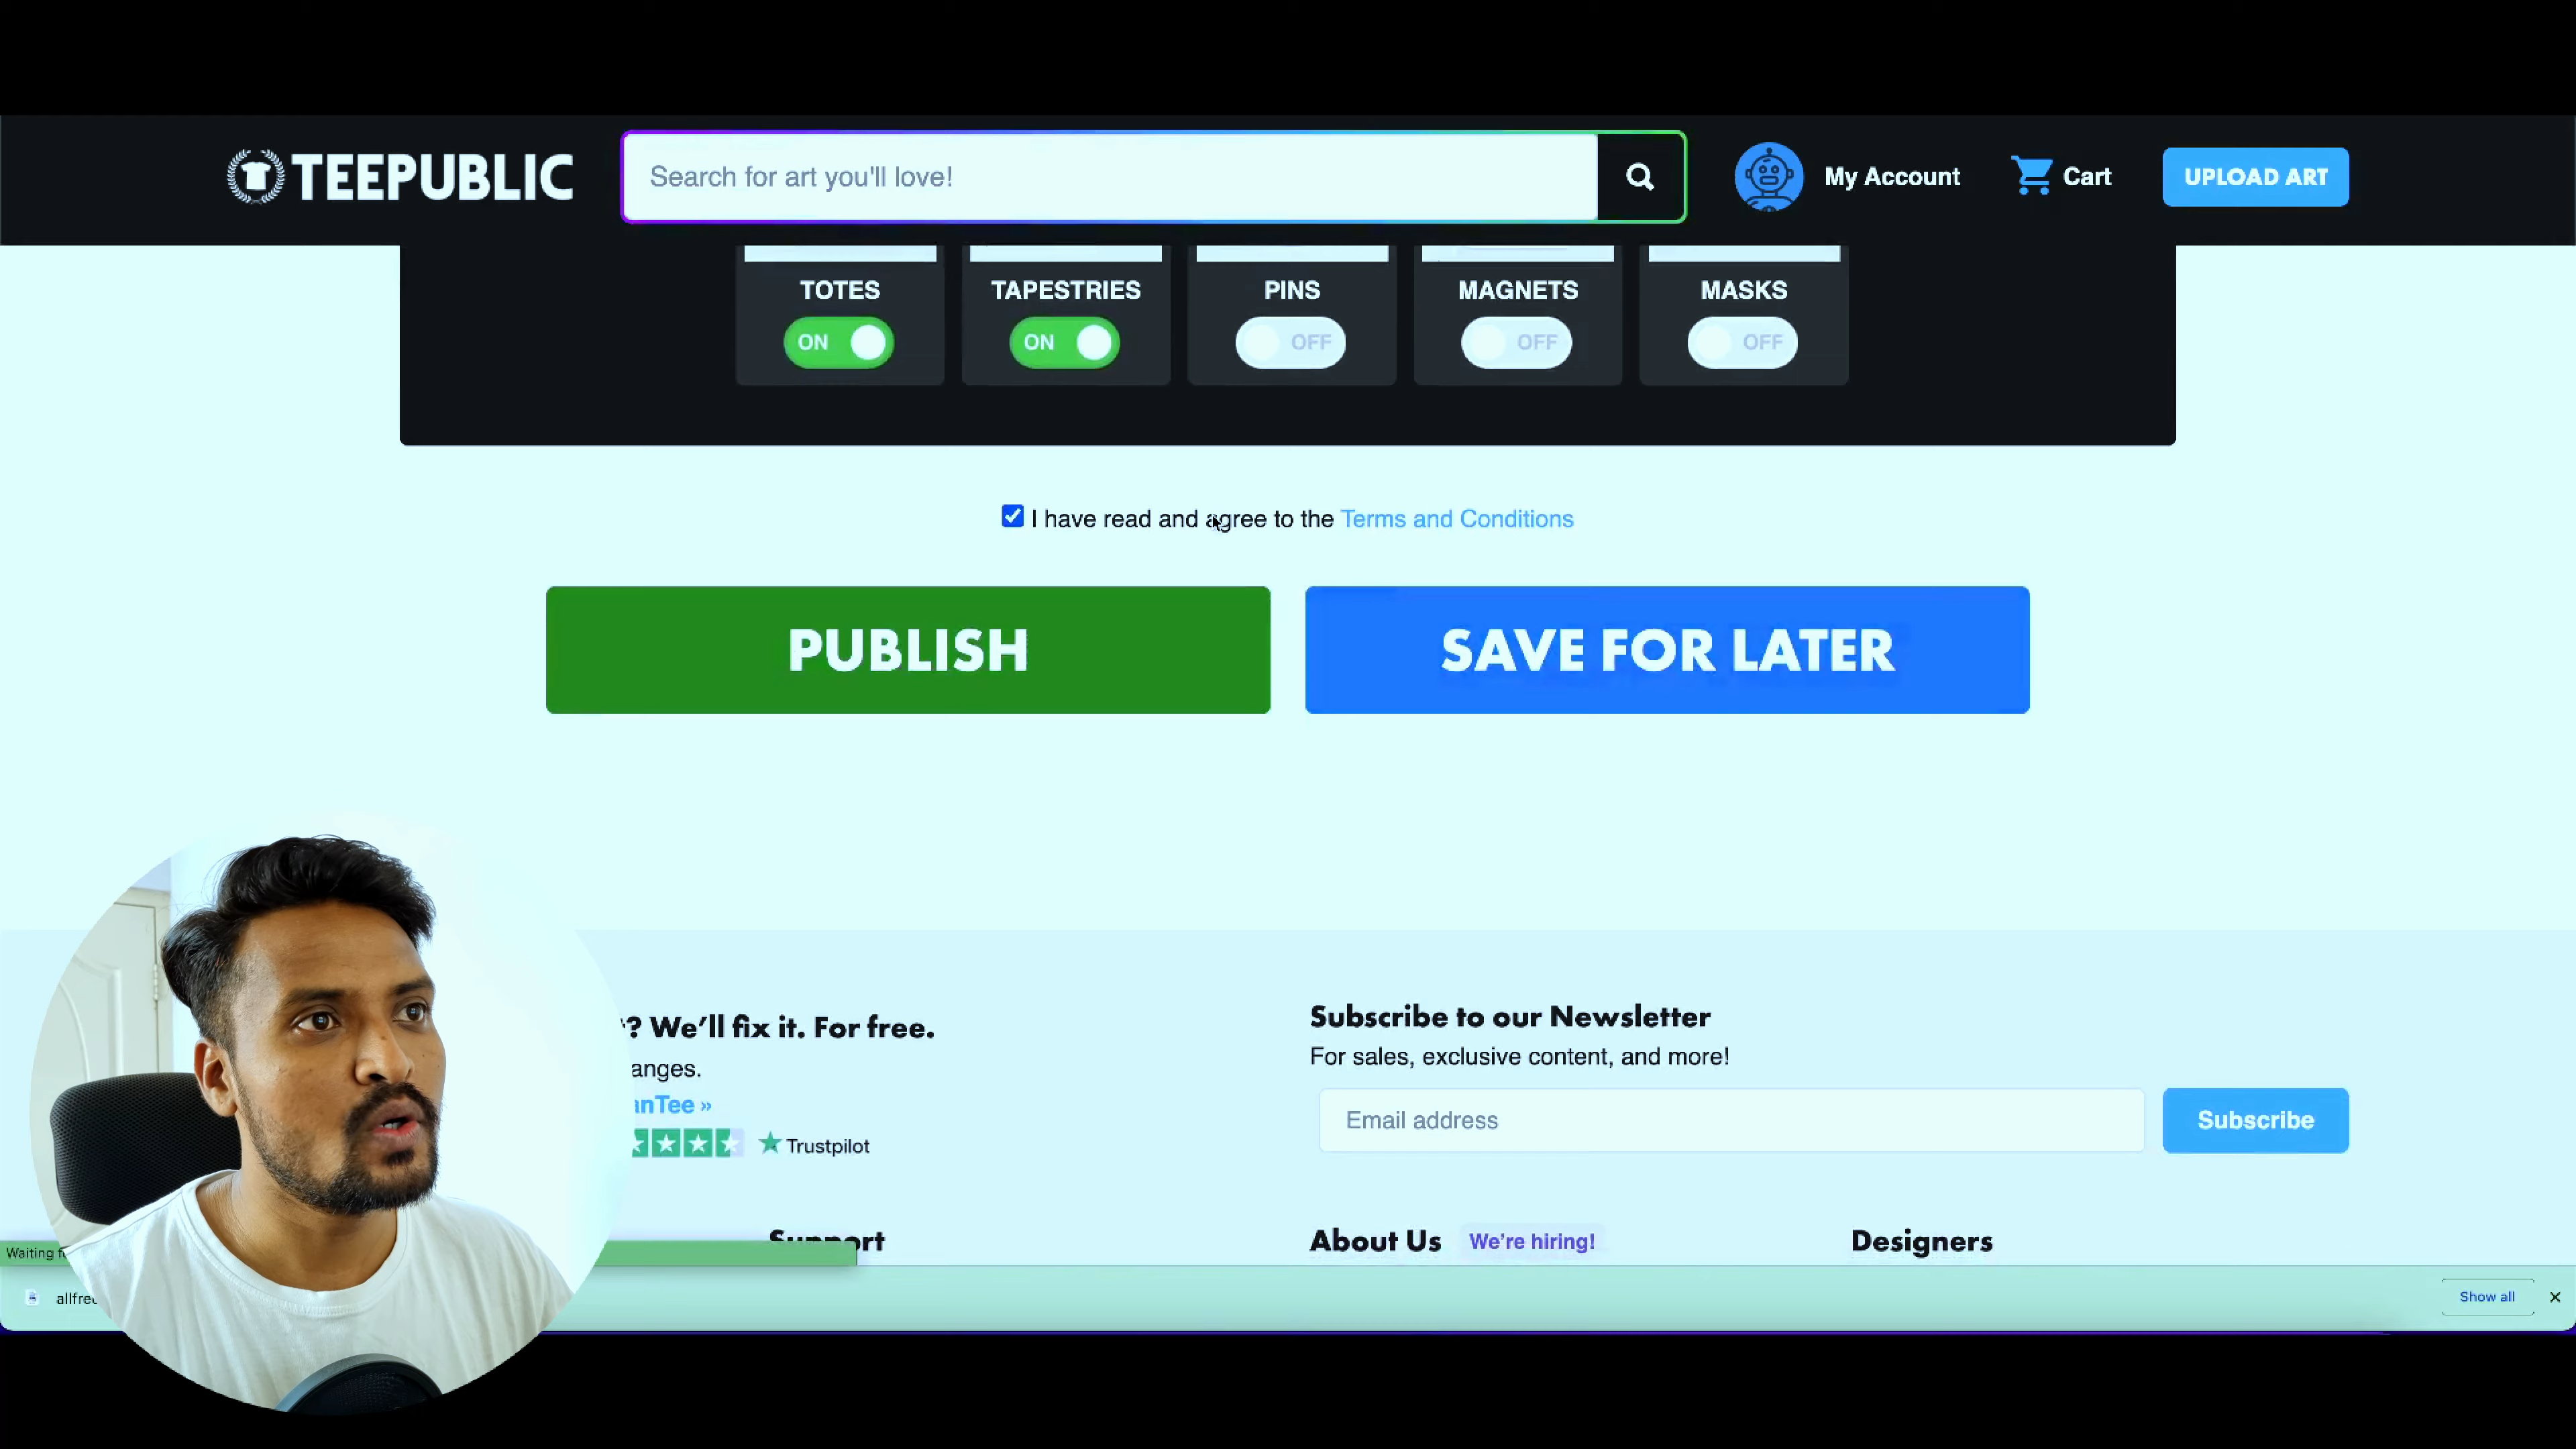 TEEPUBLIC
Search for art you'll love!
My Account
Cart
UPLOAD ART
TOTES
TAPESTRIES
PINS
MAGNETS
MASKS
ON
ON
OFF
OFF
OFF
I have read and agree to the Terms and Conditions
PUBLISH
SAVE FOR LATER
? We'll fix it. For free.
anges.
anTee »
Trustpilot
Subscribe to our Newsletter
For sales, exclusive content, and more!
Email address
Subscribe
Support
About Us
We're hiring!
Designers
Waiting
allfre
Show all